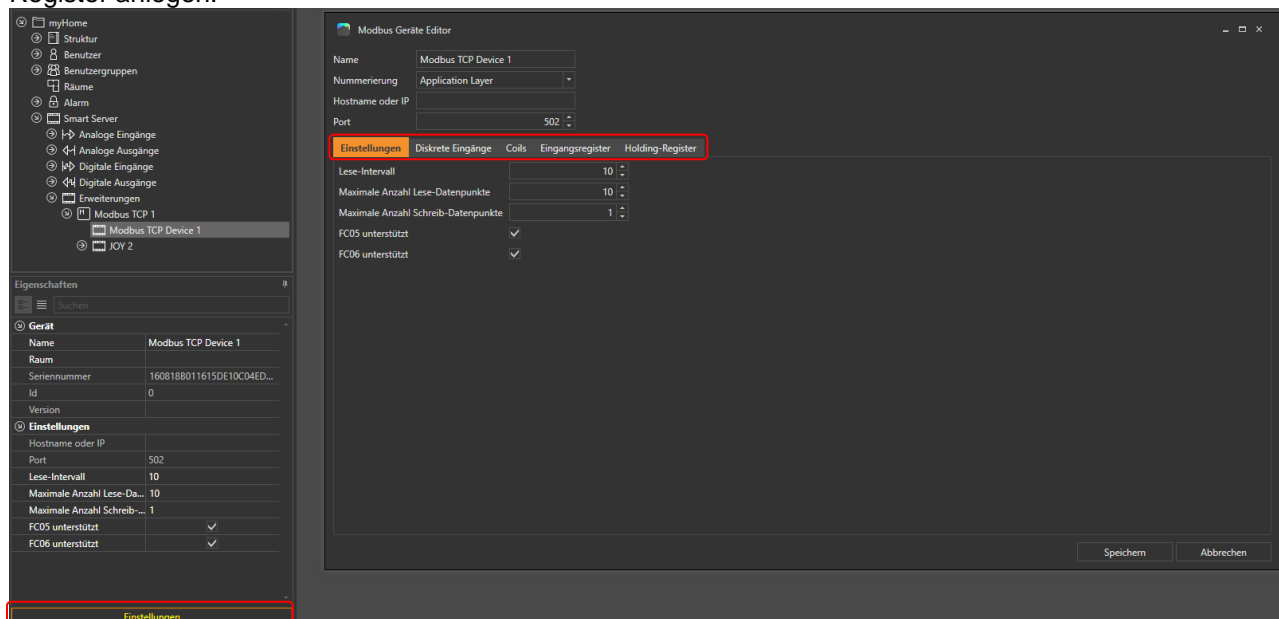 Register anlegen.
myHome
Struktur
Benutzer
Benutzergruppen
Räume
Alarm
Smart Server
Analoge Eingänge
Analoge Ausgänge
Digitale Eingänge
Digitale Ausgänge
Erweiterungen
Modbus TCP 1
Modbus TCP Device 1
JOY 2
Eigenschaften
Suchen
Gerät
Name Modbus TCP Device 1
Raum
Seriennummer 160818B011615DE10C04ED...
Id 0
Version
Einstellungen
Hostname oder IP
Port 502
Lese-Intervall 10
Maximale Anzahl Lese-Da... 10
Maximale Anzahl Schreib-... 1
FC05 unterstützt
FC06 unterstützt
Einstellungen
Modbus Geräte Editor
Name Modbus TCP Device 1
Nummerierung Application Layer
Hostname oder IP
Port 502
Einstellungen Diskrete Eingänge Coils Eingangsregister Holding-Register
Lese-Intervall 10
Maximale Anzahl Lese-Datenpunkte 10
Maximale Anzahl Schreib-Datenpunkte 1
FC05 unterstützt
FC06 unterstützt
Speichern Abbrechen